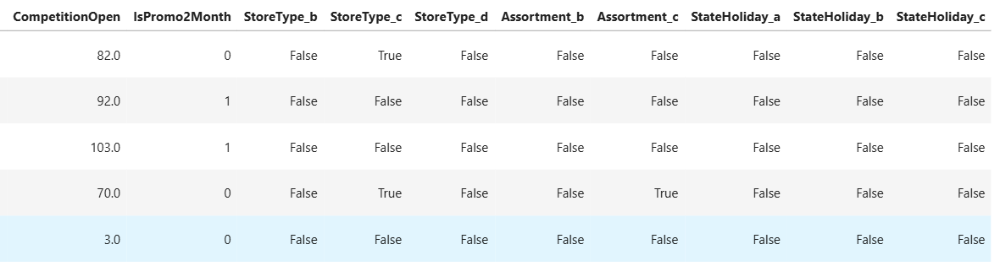 CompetitionOpen IsPromo2Month StoreType_b StoreType_c StoreType_d Assortment_b Assortment_c StateHoliday_a StateHoliday_b StateHoliday_c
82.0 0 False True False False False False False False
92.0 1 False False False False False False False False
103.0 1 False False False False False False False False
70.0 0 False True False False True False False False
3.0 0 False False False False False False False False